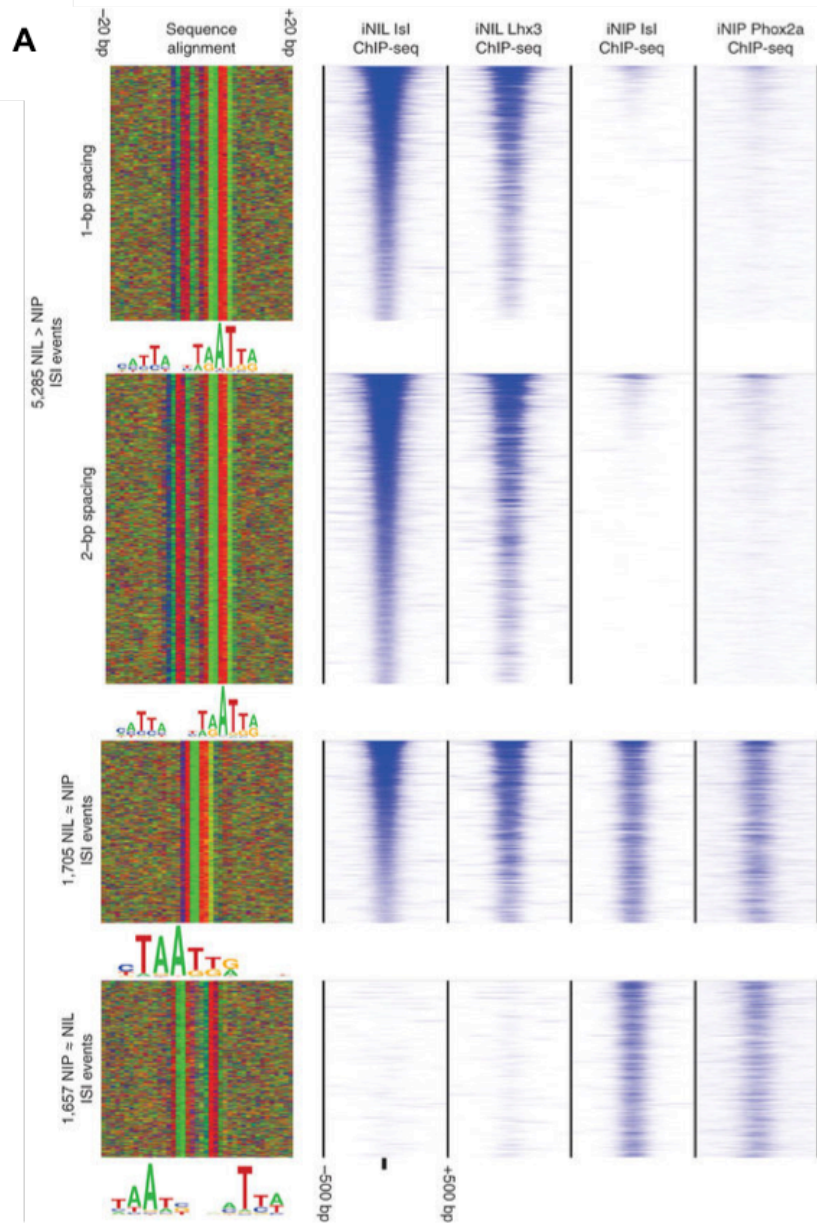 A
−20 bp
Sequence
alignment
+20 bp
iNIL Isl
ChIP-seq
iNIL Lhx3
ChIP-seq
iNIP Isl
ChIP-seq
iNIP Phox2a
ChIP-seq
5,285 NIL > NIP
ISI events
1−bp spacing
2−bp spacing
1,705 NIL ≈ NIP
ISI events
1,657 NIP ≈ NIL
ISI events
−500 bp
+500 bp